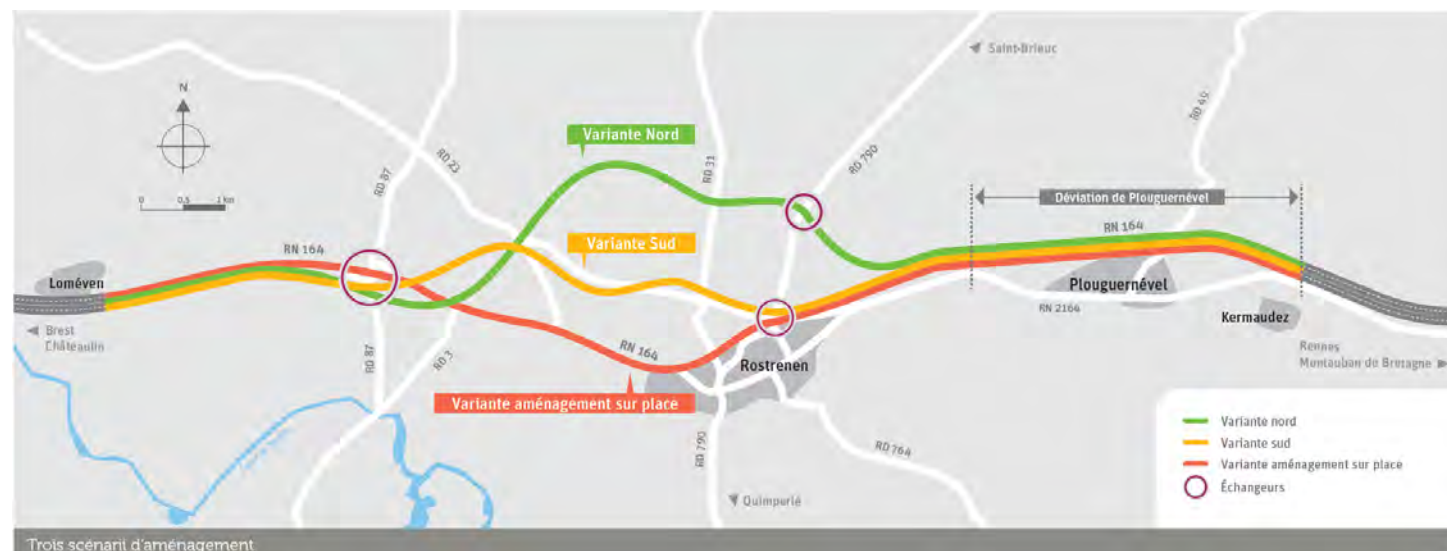 Saint-Brieuc
N
RD 49
Variante Nord
RD 31
RD 23
RD 790
RD 87
0 0,5 1 km
Déviation de Plouguernével
RN 164
RN 164
Variante Sud
Loméven
Plouguernével
RN 2164
Kermaudez
Brest
Châteaulin
RN 164
Rostrenen
Rennes
Montauban de Bretagne
RD 87
RD 3
Variante aménagement sur place
Variante nord
Variante sud
Variante aménagement sur place
Échangeurs
RD 790
RD 764
Quimperlé
Trois scénarii d'aménagement